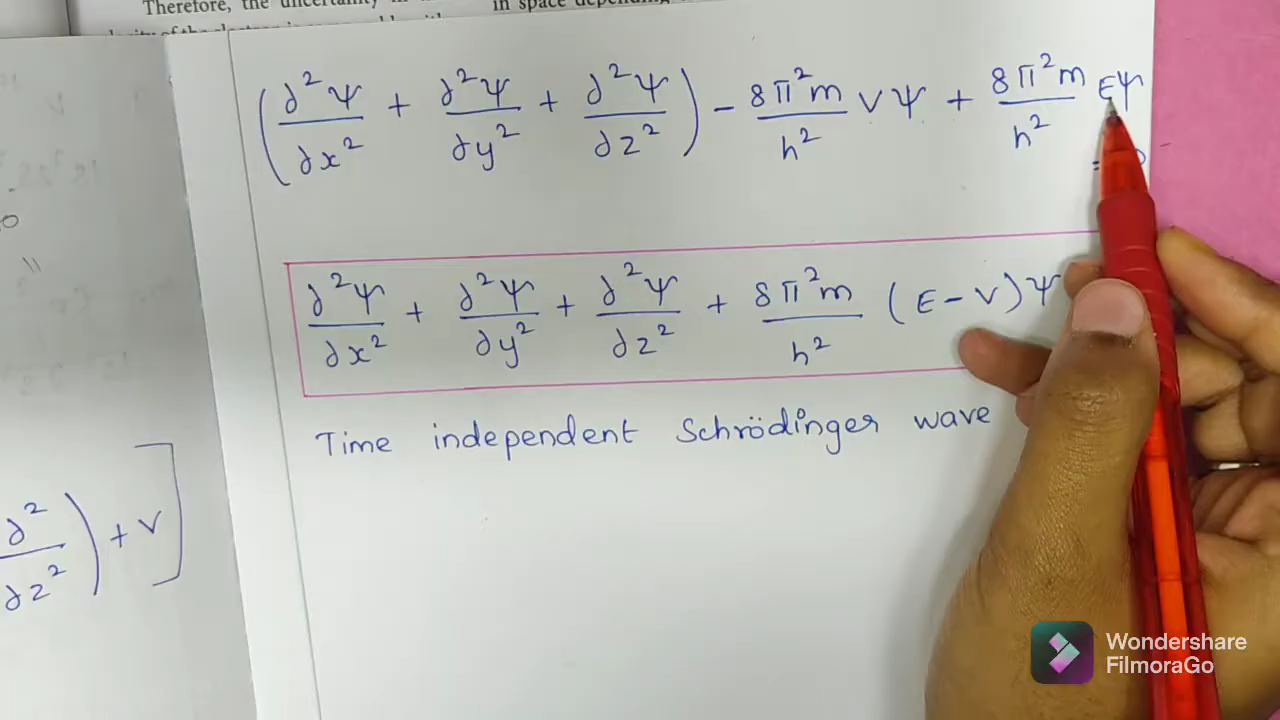 Therefore, the uncertainty in
in space depending
(∂²Ψ/∂x² + ∂²Ψ/∂y² + ∂²Ψ/∂z²) - 8π²m/h² VΨ + 8π²m/h² EΨ
=
∂²Ψ/∂x² + ∂²Ψ/∂y² + ∂²Ψ/∂z² + 8π²m/h² (E - V)Ψ
Time independent Schrödinger wave
∂²/∂z²) + V]
Wondershare
FilmoraGo